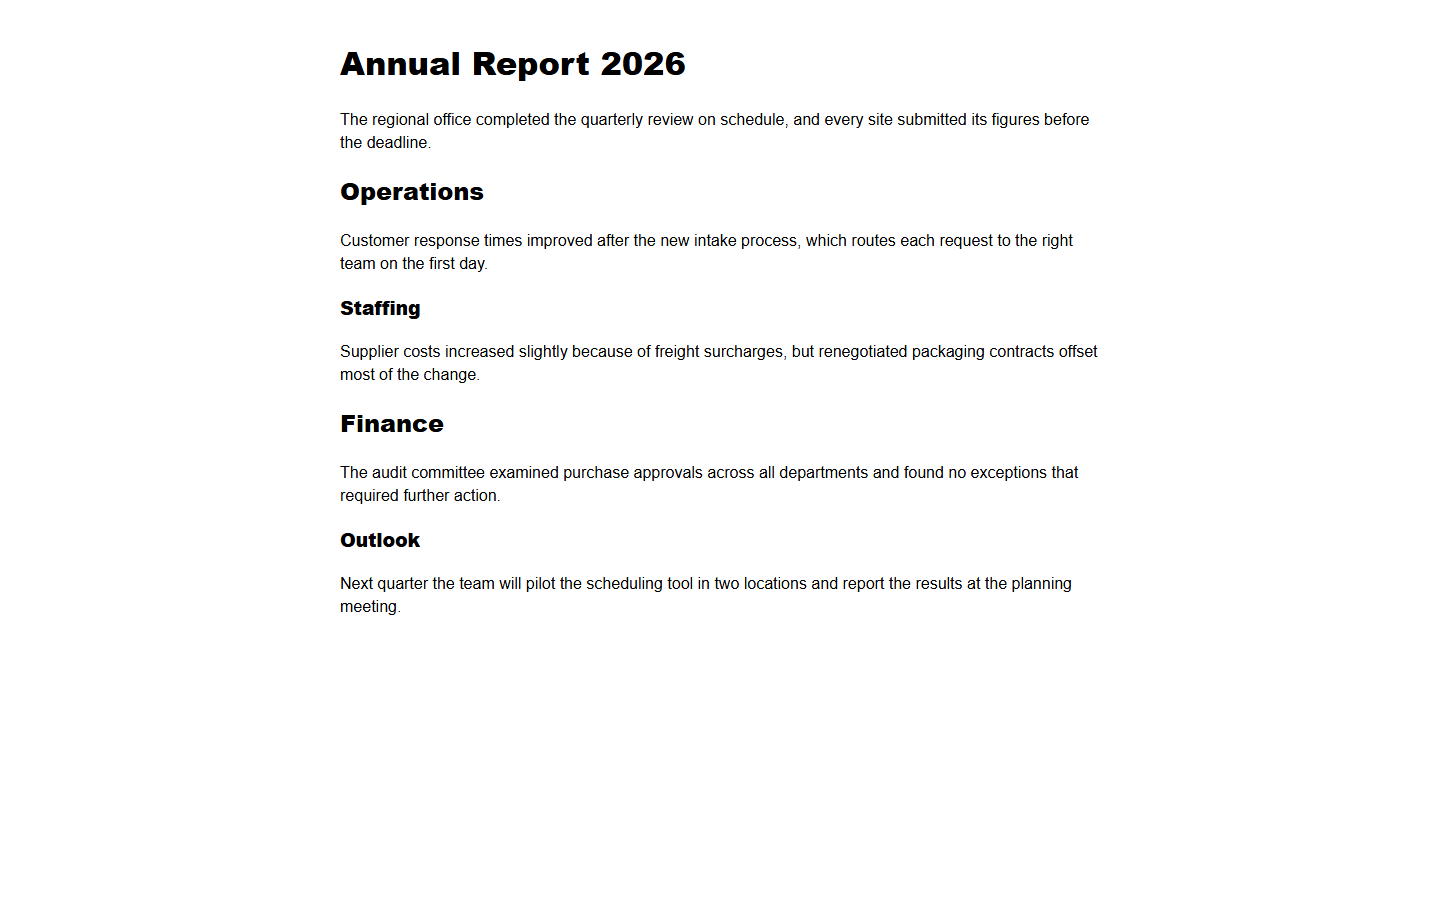 Annual Report 2026
The regional office completed the quarterly review on schedule, and every site submitted its figures before
the deadline.
Operations
Customer response times improved after the new intake process, which routes each request to the right
team on the first day.
Staffing
Supplier costs increased slightly because of freight surcharges, but renegotiated packaging contracts offset
most of the change.
Finance
The audit committee examined purchase approvals across all departments and found no exceptions that
required further action.
Outlook
Next quarter the team will pilot the scheduling tool in two locations and report the results at the planning
meeting.